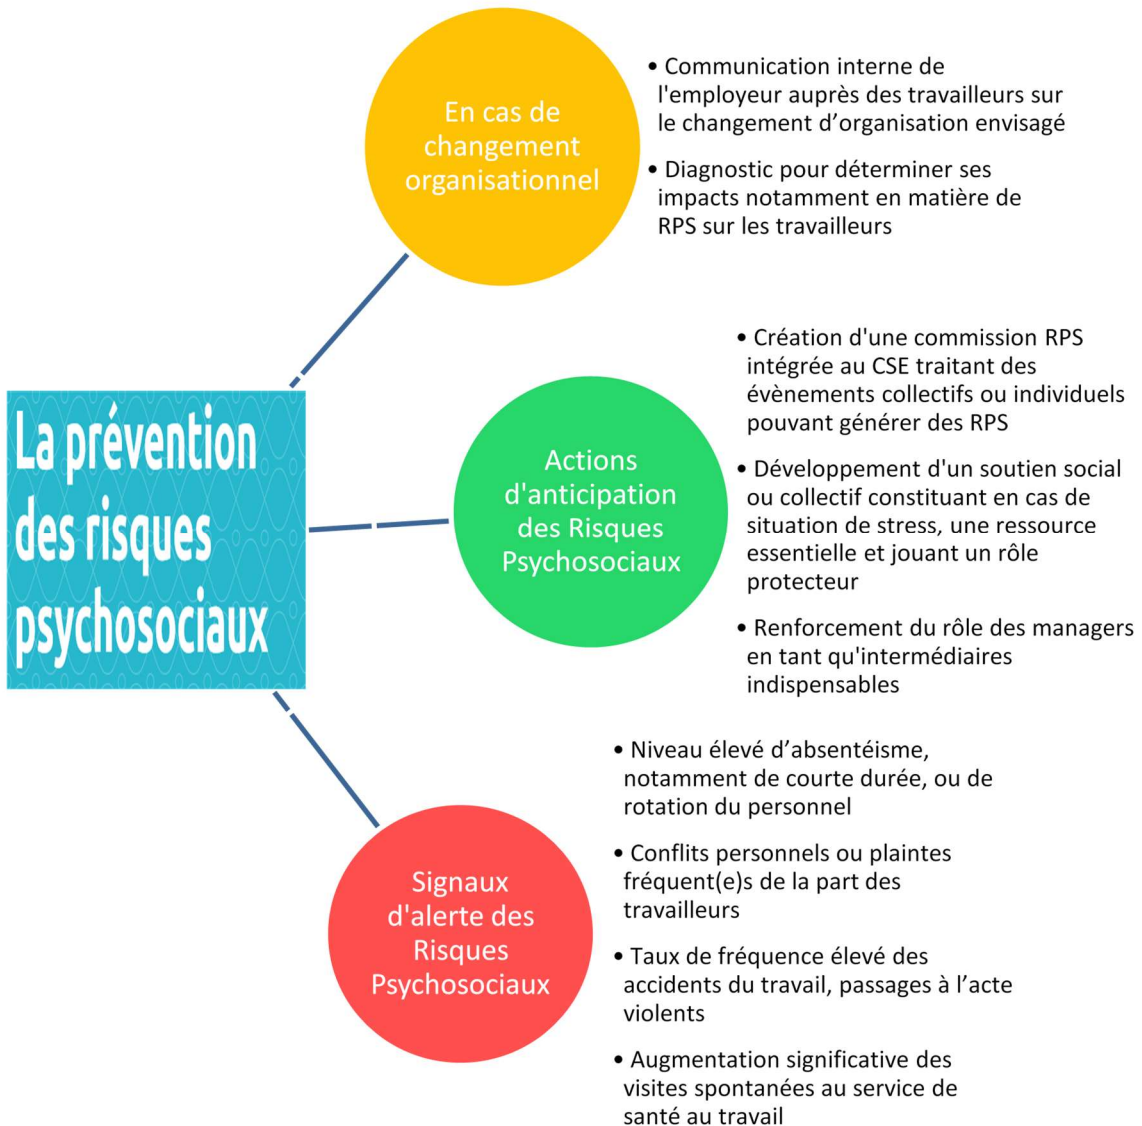 La prévention
des risques
psychosociaux
En cas de
changement
organisationnel
• Communication interne de
l'employeur auprès des travailleurs sur
le changement d’organisation envisagé
• Diagnostic pour déterminer ses
impacts notamment en matière de
RPS sur les travailleurs
Actions
d'anticipation
des Risques
Psychosociaux
• Création d'une commission RPS
intégrée au CSE traitant des
évènements collectifs ou individuels
pouvant générer des RPS
• Développement d'un soutien social
ou collectif constituant en cas de
situation de stress, une ressource
essentielle et jouant un rôle
protecteur
• Renforcement du rôle des managers
en tant qu'intermédiaires
indispensables
Signaux
d'alerte des
Risques
Psychosociaux
• Niveau élevé d’absentéisme,
notamment de courte durée, ou de
rotation du personnel
• Conflits personnels ou plaintes
fréquent(e)s de la part des
travailleurs
• Taux de fréquence élevé des
accidents du travail, passages à l’acte
violents
• Augmentation significative des
visites spontanées au service de
santé au travail